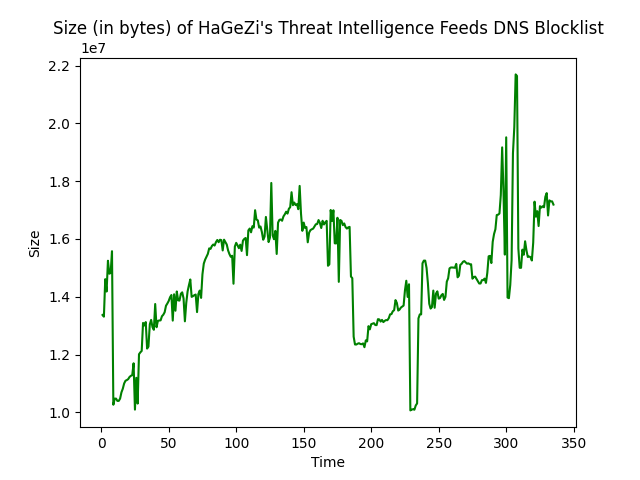 Size (in bytes) of HaGeZi's Threat Intelligence Feeds DNS Blocklist
1e7
2.2
2.0
1.8
1.6
1.4
1.2
1.0
Size
0 50 100 150 200 250 300 350
Time